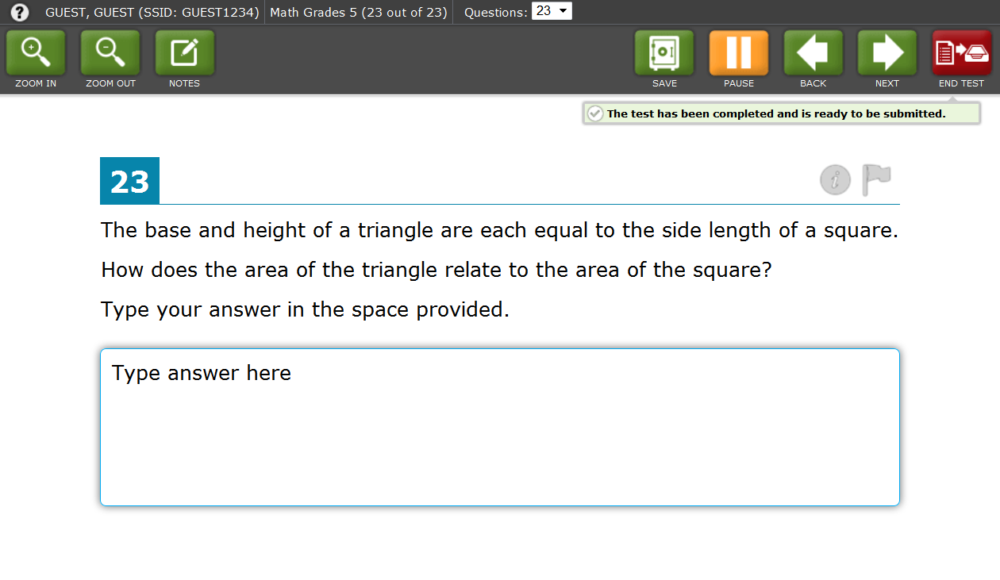 ? GUEST, GUEST (SSID: GUEST1234) Math Grades 5 (23 out of 23) Questions: 23
ZOOM IN ZOOM OUT NOTES SAVE PAUSE BACK NEXT END TEST
The test has been completed and is ready to be submitted.
23
i
The base and height of a triangle are each equal to the side length of a square.
How does the area of the triangle relate to the area of the square?
Type your answer in the space provided.
Type answer here